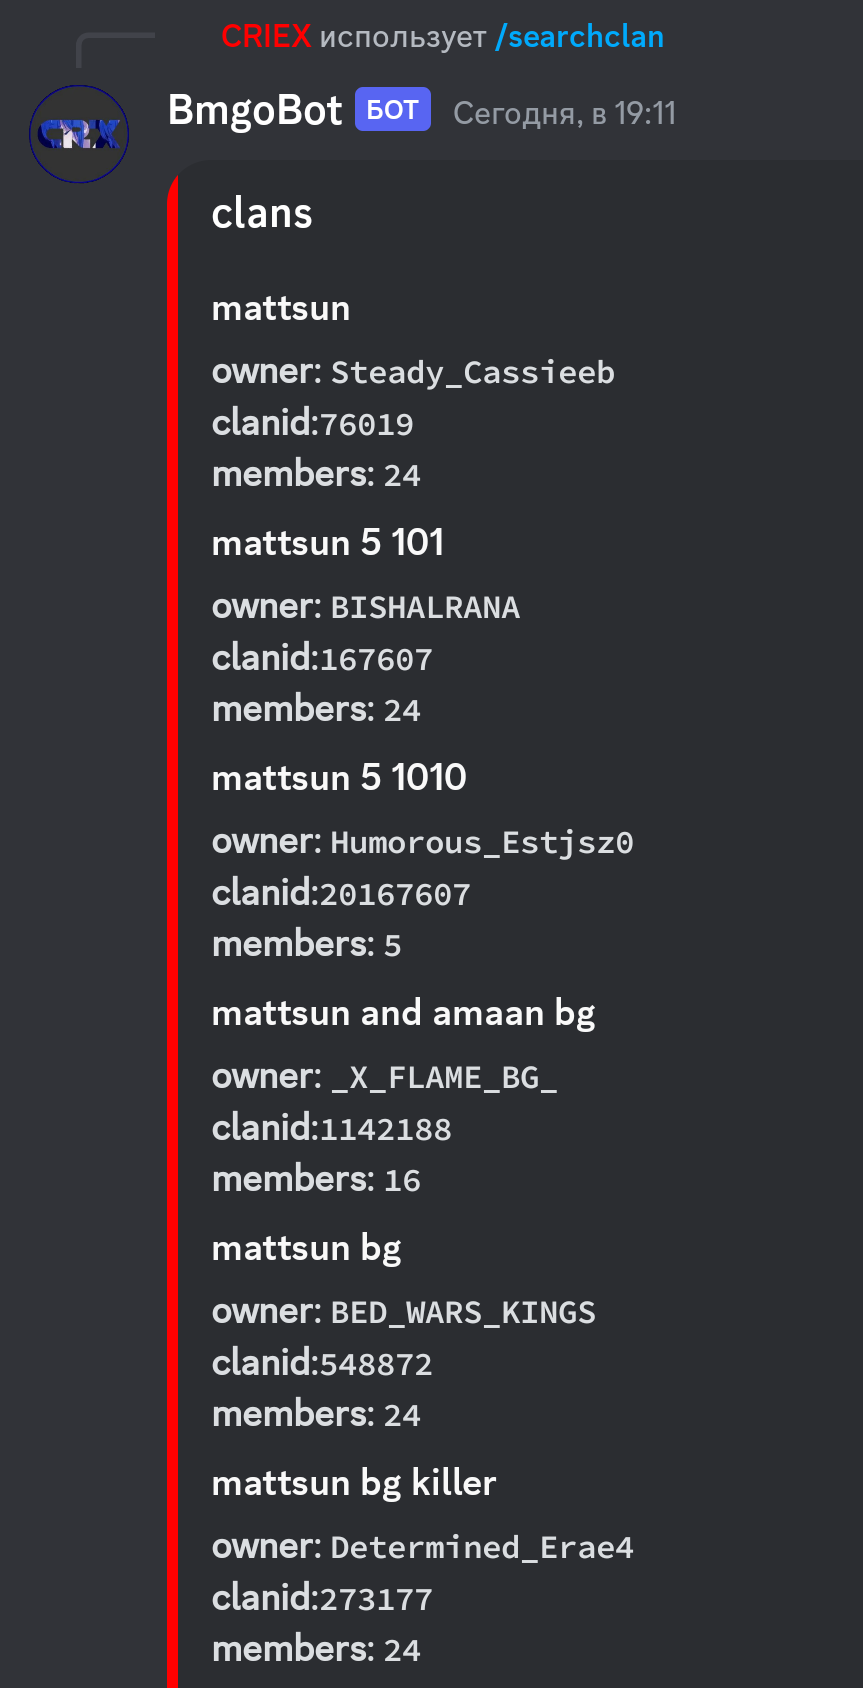 CRIEX использует /searchclan
BmgoBot БОТ Сегодня, в 19:11
CRIX
clans
mattsun
owner: Steady_Cassieeb
clanid:76019
members: 24
mattsun 5 101
owner: BISHALRANA
clanid:167607
members: 24
mattsun 5 1010
owner: Humorous_Estjsz0
clanid:20167607
members: 5
mattsun and amaan bg
owner: _X_FLAME_BG_
clanid:1142188
members: 16
mattsun bg
owner: BED_WARS_KINGS
clanid:548872
members: 24
mattsun bg killer
owner: Determined_Erae4
clanid:273177
members: 24